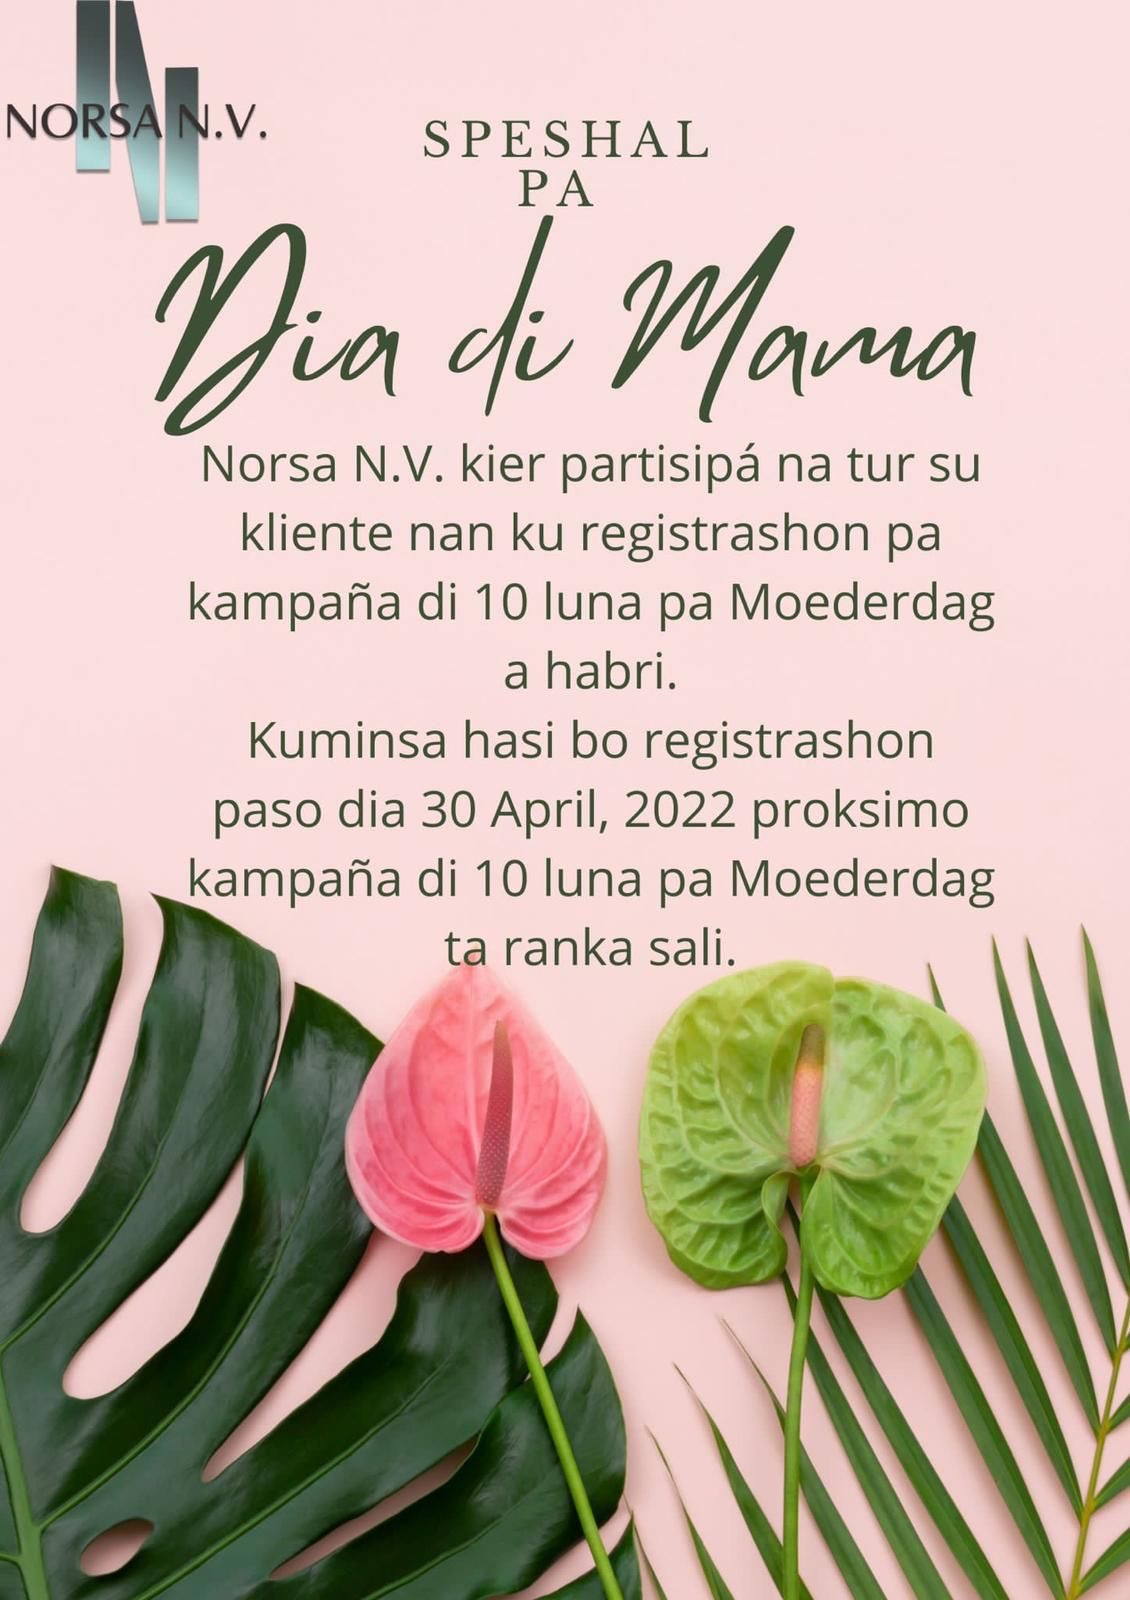 NORSA N.V.
SPESHAL
PA
Dia di Mama
Norsa N.V. kier partisipá na tur su
kliente nan ku registrashon pa
kampaña di 10 luna pa Moederdag
a habri.
Kuminsa hasi bo registrashon
paso dia 30 April, 2022 proksimo
kampaña di 10 luna pa Moederdag
ta ranka sali.